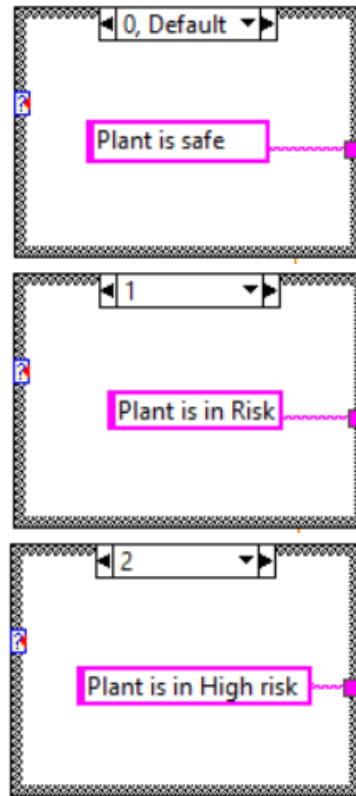 0, Default
?
Plant is safe
1
?
Plant is in Risk
2
?
Plant is in High risk